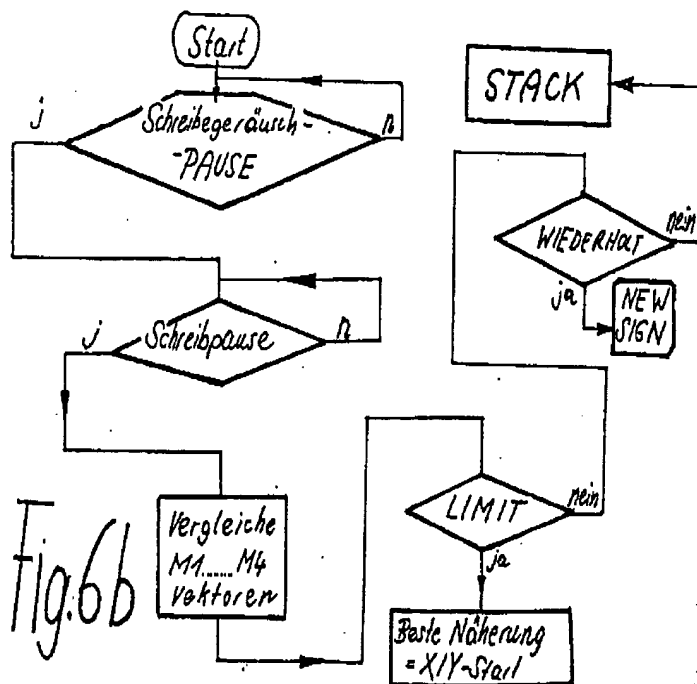 Start
j
Schreibegeräusch-
-PAUSE
n
j
Schreibpause
n
Vergleiche
M1......M4
Vektoren
Fig.6b
STACK
WIEDERHOLT
nein
ja
NEW
SIGN
LIMIT
nein
ja
Beste Näherung
= X/Y-Start